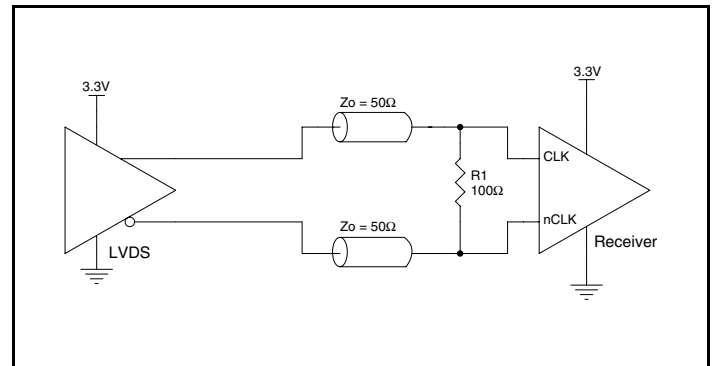 3.3V
LVDS
Zo = 50Ω
Zo = 50Ω
R1
100Ω
3.3V
CLK
nCLK
Receiver